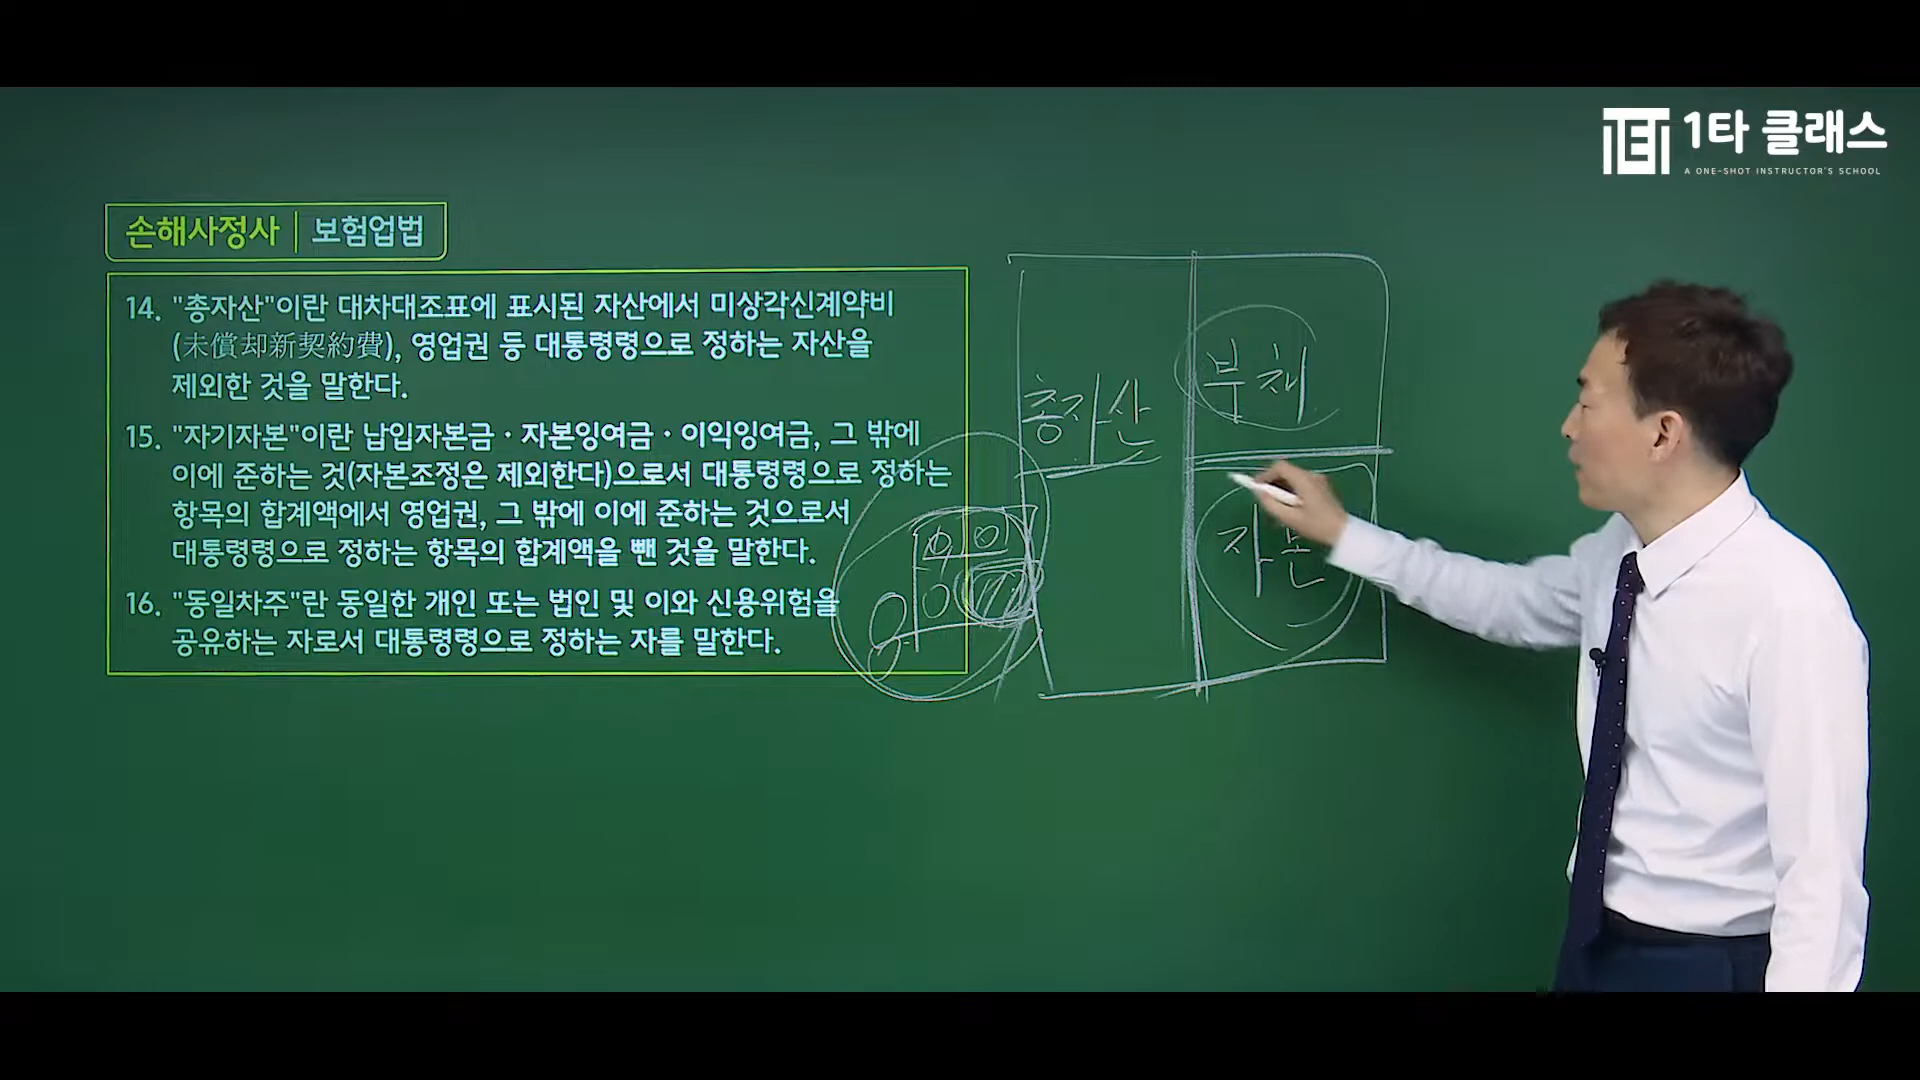 1타 클래스
A ONE-SHOT INSTRUCTOR'S SCHOOL
손해사정사 | 보험업법
14. "총자산"이란 대차대조표에 표시된 자산에서 미상각신계약비
(未償却新契約費), 영업권 등 대통령령으로 정하는 자산을
제외한 것을 말한다.
15. "자기자본"이란 납입자본금·자본잉여금·이익잉여금, 그 밖에
이에 준하는 것(자본조정은 제외한다)으로서 대통령령으로 정하는
항목의 합계액에서 영업권, 그 밖에 이에 준하는 것으로서
대통령령으로 정하는 항목의 합계액을 뺀 것을 말한다.
16. "동일차주"란 동일한 개인 또는 법인 및 이와 신용위험을
공유하는 자로서 대통령령으로 정하는 자를 말한다.
총자산
부채
자본